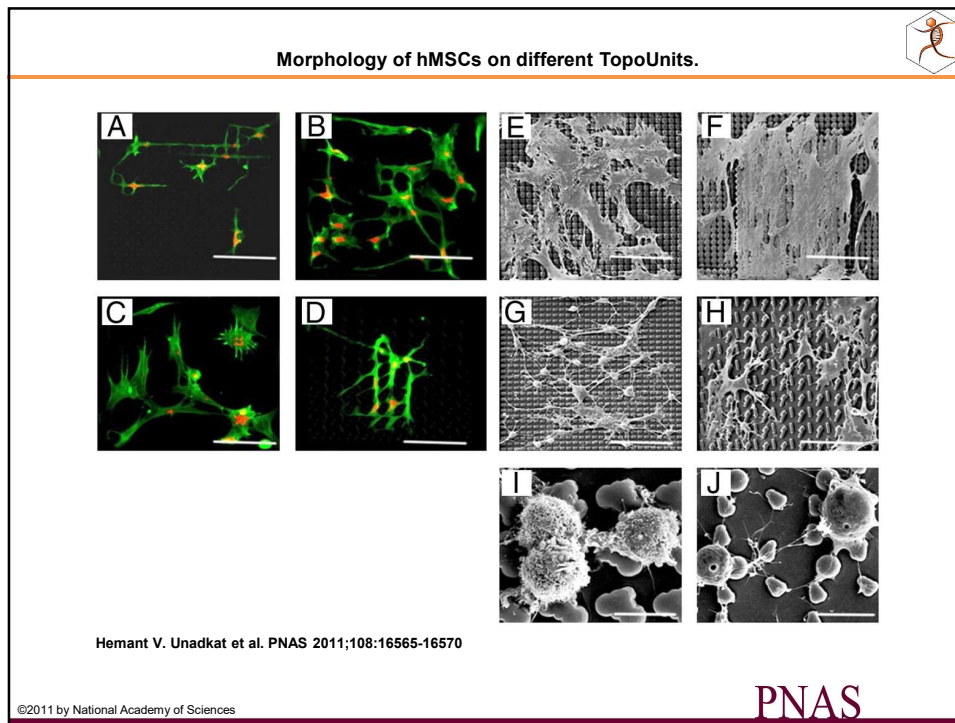 Morphology of hMSCs on different TopoUnits.
A
B
E
F
C
D
G
H
I
J
Hemant V. Unadkat et al. PNAS 2011;108:16565-16570
©2011 by National Academy of Sciences
PNAS